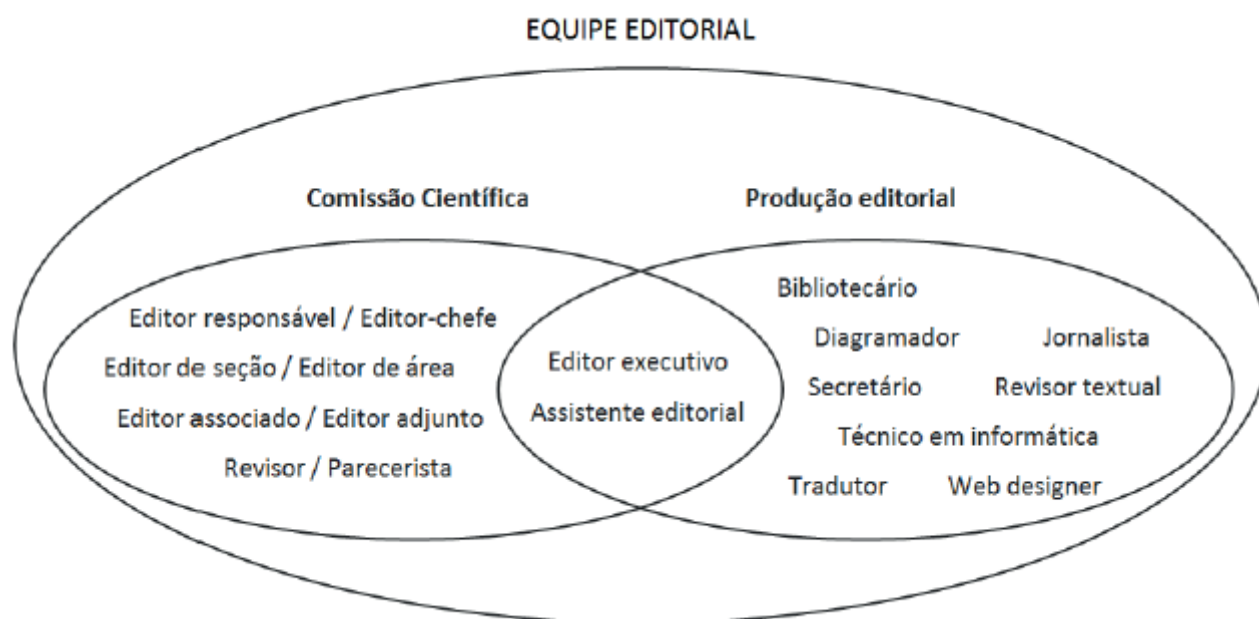 EQUIPE EDITORIAL
Comissão Científica
Produção editorial
Editor responsável / Editor-chefe
Editor de seção / Editor de área
Editor associado / Editor adjunto
Revisor / Parecerista
Editor executivo
Assistente editorial
Bibliotecário
Diagramador
Jornalista
Secretário
Revisor textual
Técnico em informática
Tradutor
Web designer